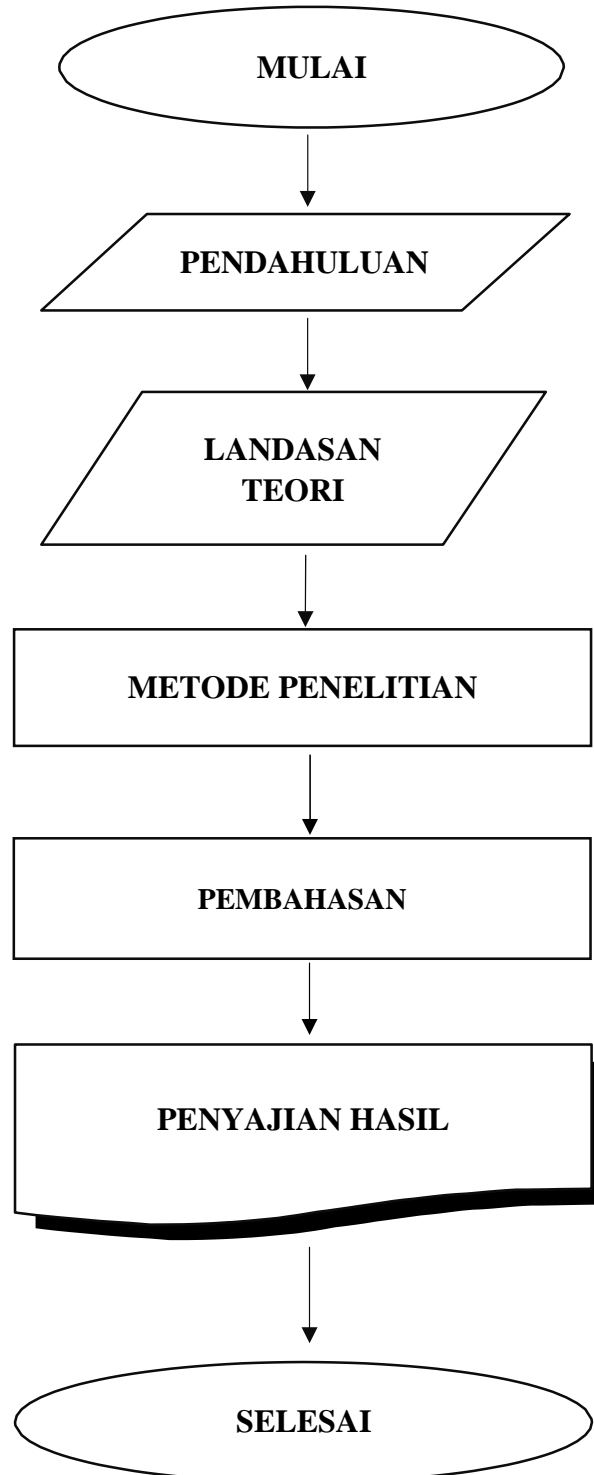 MULAI
PENDAHULUAN
LANDASAN
TEORI
METODE PENELITIAN
PEMBAHASAN
PENYAJIAN HASIL
SELESAI